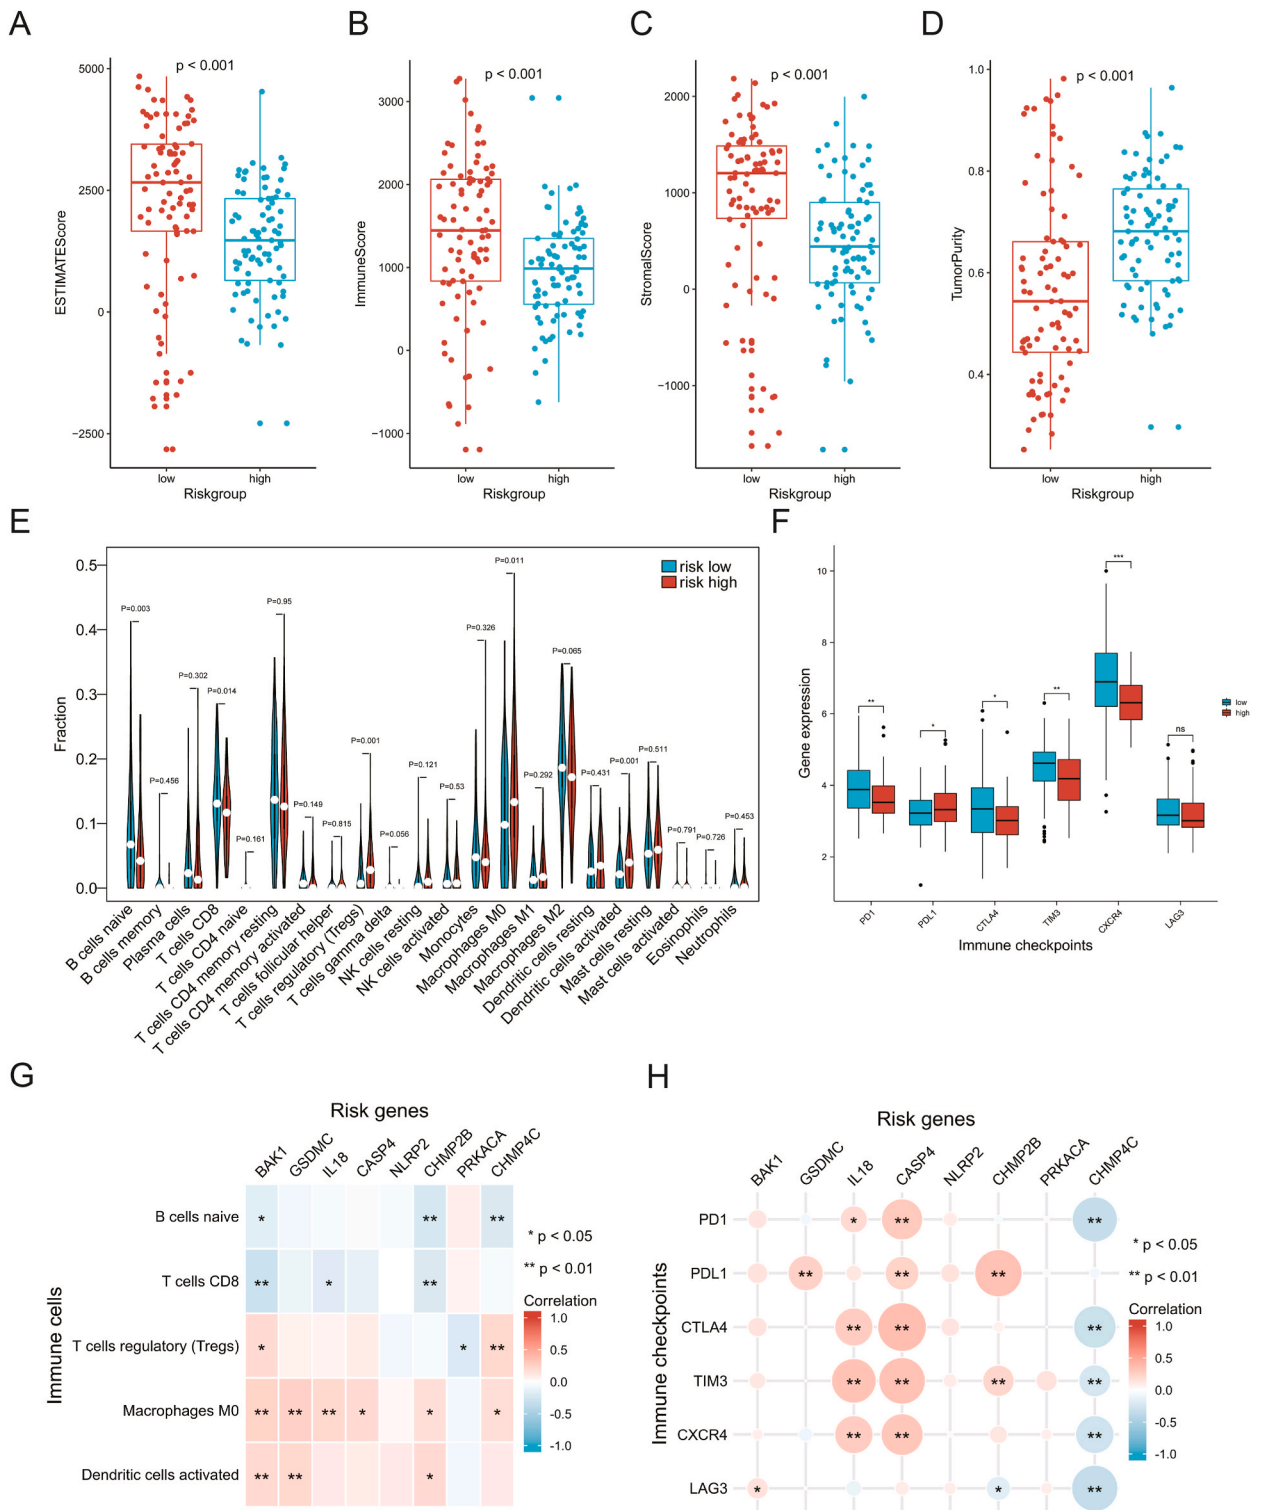 A
B
C
D
p < 0.001
p < 0.001
p < 0.001
p < 0.001
ESTIMATEScore
5000
2500
0
−2500
low
high
Riskgroup
ImmuneScore
3000
2000
1000
0
−1000
low
high
Riskgroup
StromalScore
2000
1000
0
−1000
low
high
Riskgroup
TumorPurity
1.0
0.8
0.6
0.4
low
high
Riskgroup
E
Fraction
0.5
0.4
0.3
0.2
0.1
0.0
risk low
risk high
P=0.003
P=0.456
P=0.302
P=0.014
P=0.161
P=0.95
P=0.149
P=0.815
P=0.001
P=0.056
P=0.121
P=0.53
P=0.326
P=0.011
P=0.292
P=0.065
P=0.431
P=0.001
P=0.511
P=0.791
P=0.726
P=0.453
B cells naive
B cells memory
Plasma cells
T cells CD8
T cells CD4 naive
T cells CD4 memory resting
T cells CD4 memory activated
T cells follicular helper
T cells regulatory (Tregs)
T cells gamma delta
NK cells resting
NK cells activated
Monocytes
Macrophages M0
Macrophages M1
Macrophages M2
Dendritic cells resting
Dendritic cells activated
Mast cells resting
Mast cells activated
Eosinophils
Neutrophils
F
Gene expression
10
8
6
4
2
**
*
*
**
***
ns
low
high
PD1
PDL1
CTLA4
TIM3
CXCR4
LAG3
Immune checkpoints
G
Risk genes
BAK1
GSDMC
IL18
CASP4
NLRP2
CHMP2B
PRKACA
CHMP4C
Immune cells
B cells naive * ** **
T cells CD8 ** * **
T cells regulatory (Tregs) * * **
Macrophages M0 ** ** ** * * *
Dendritic cells activated ** ** *
* p < 0.05
** p < 0.01
Correlation
1.0
0.5
0.0
-0.5
-1.0
H
Risk genes
BAK1
GSDMC
IL18
CASP4
NLRP2
CHMP2B
PRKACA
CHMP4C
Immune checkpoints
PD1 * ** **
PDL1 ** ** **
CTLA4 ** ** **
TIM3 ** ** ** **
CXCR4 ** ** **
LAG3 * * **
* p < 0.05
** p < 0.01
Correlation
1.0
0.5
0.0
-0.5
-1.0